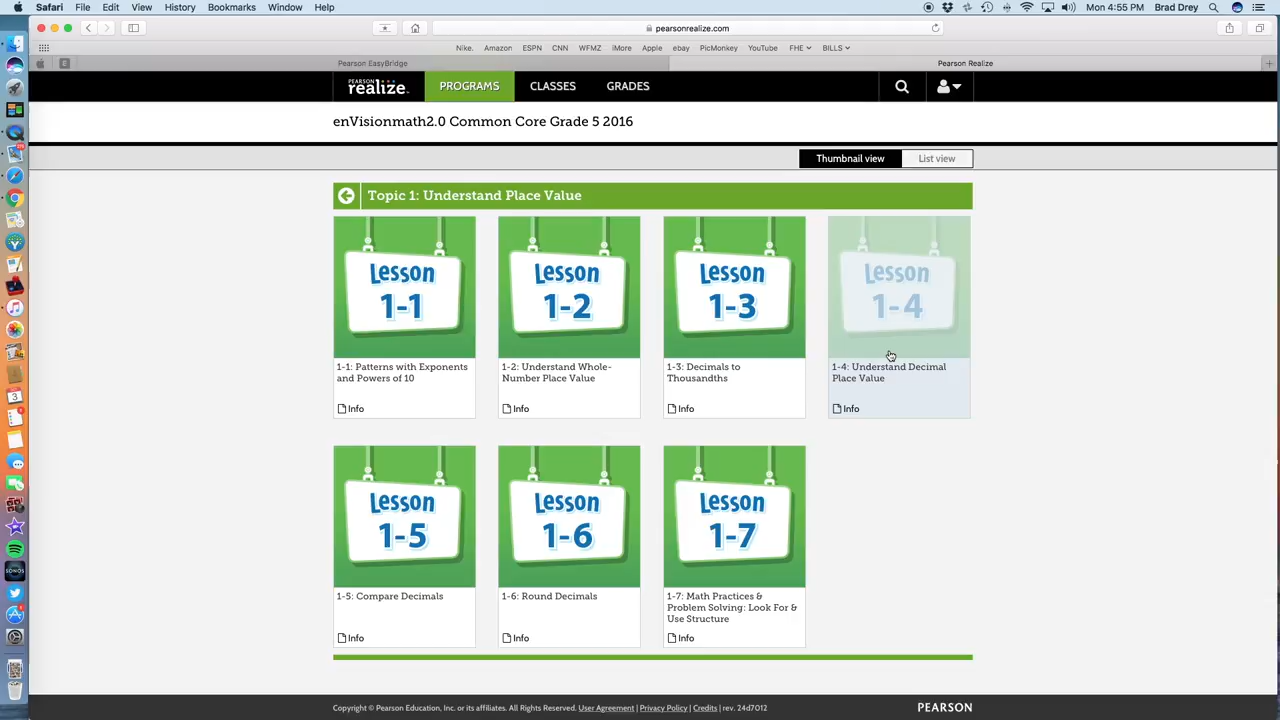 Safari File Edit View History Bookmarks Window Help
Mon 4:55 PM Brad Drey
pearsonrealize.com
Nike. Amazon ESPN CNN WFMZ iMore Apple ebay PicMonkey YouTube FHE BILLS
Pearson EasyBridge
Pearson Realize
PEARSON
realize
PROGRAMS CLASSES GRADES
enVisionmath2.0 Common Core Grade 5 2016
Thumbnail view List view
Topic 1: Understand Place Value
Lesson
1-1
1-1: Patterns with Exponents
and Powers of 10
Info
Lesson
1-2
1-2: Understand Whole-
Number Place Value
Info
Lesson
1-3
1-3: Decimals to
Thousandths
Info
Lesson
1-4
1-4: Understand Decimal
Place Value
Info
Lesson
1-5
1-5: Compare Decimals
Info
Lesson
1-6
1-6: Round Decimals
Info
Lesson
1-7
1-7: Math Practices &
Problem Solving: Look For &
Use Structure
Info
Copyright © Pearson Education, Inc. or its affiliates. All Rights Reserved. User Agreement | Privacy Policy | Credits | rev. 24d7012
PEARSON
SONOS